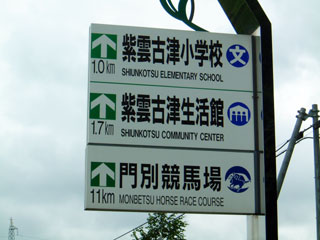 紫雲古津小学校 文
1.0km SHIUNKOTSU ELEMENTARY SCHOOL
紫雲古津生活館
1.7km SHIUNKOTSU COMMUNITY CENTER
門別競馬場
11km MONBETSU HORSE RACE COURSE